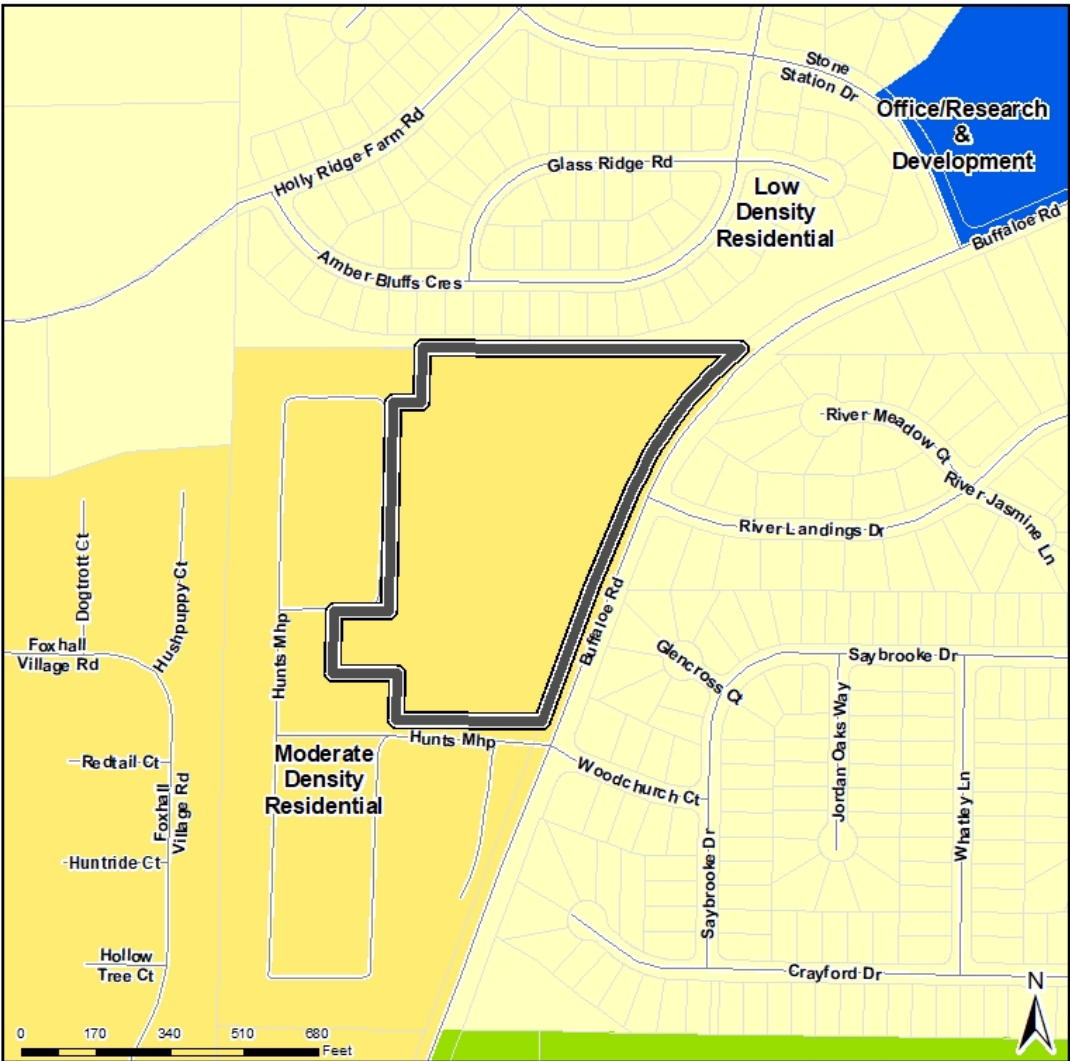 Stone
Station Dr
Office/Research
&
Development
Holly Ridge Farm Rd
Glass Ridge Rd
Low
Density
Residential
Buffaloe Rd
Amber Bluffs Cres
River Meadow Ct
River Jasmine Ln
River Landings Dr
Dogtrott Ct
Hushpuppy Ct
Foxhall
Village Rd
Hunts Mhp
Buffaloe Rd
Glencross Ct
Saybrooke Dr
Jordan Oaks Way
Hunts Mhp
Moderate
Density
Residential
Redtail Ct
Foxhall
Village Rd
Woodchurch Ct
Whatley Ln
Saybrooke Dr
Huntride Ct
Hollow
Tree Ct
Crayford Dr
N
0 170 340 510 680
Feet